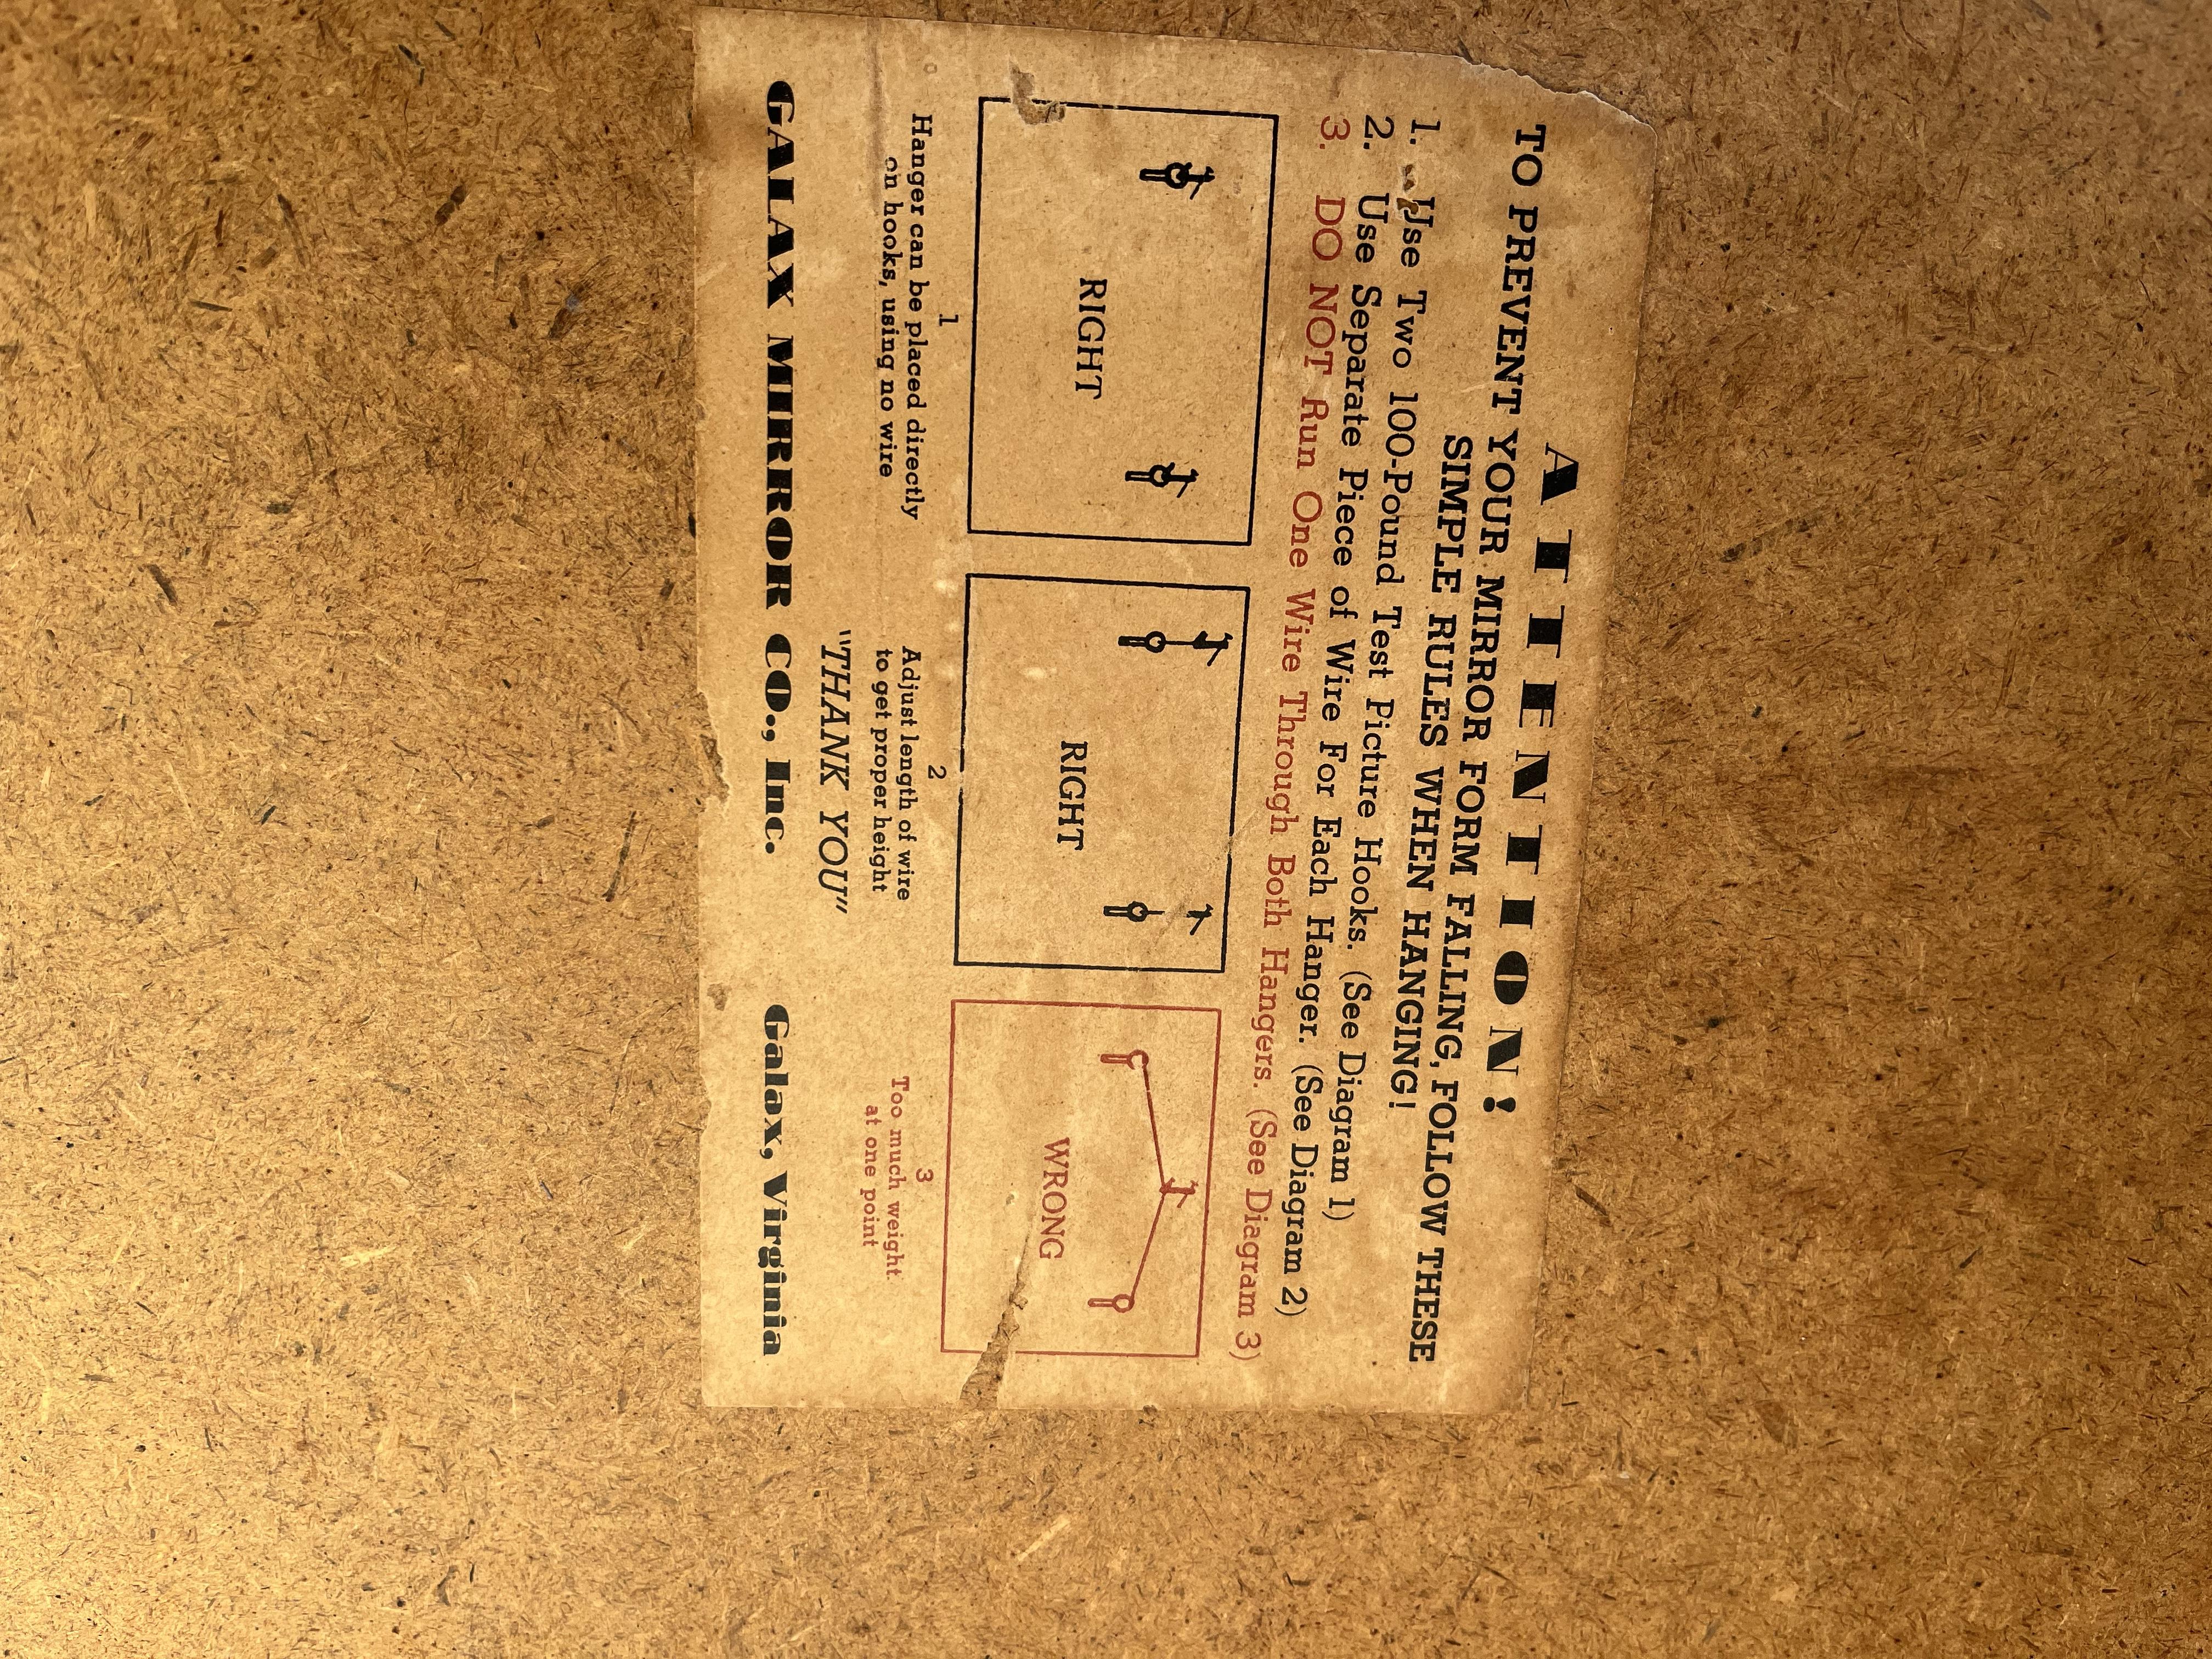 ATTENTION!
TO PREVENT YOUR MIRROR FORM FALLING, FOLLOW THESE
SIMPLE RULES WHEN HANGING!
1. Use Two 100-Pound Test Picture Hooks. (See Diagram 1)
2. Use Separate Piece of Wire For Each Hanger. (See Diagram 2)
3. DO NOT Run One Wire Through Both Hangers. (See Diagram 3)
RIGHT
RIGHT
WRONG
1
Hanger can be placed directly
on hooks, using no wire
2
Adjust length of wire
to get proper height
3
Too much weight
at one point
"THANK YOU"
GALAX MIRROR CO., Inc. Galax, Virginia